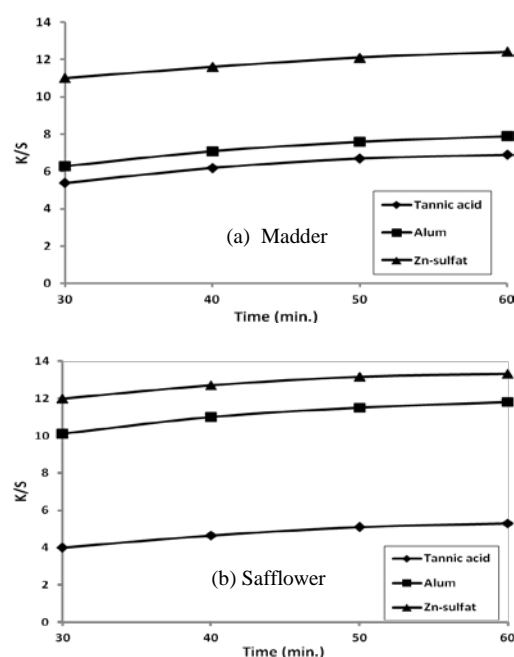 14
12
10
8
6
4
2
0
K/S
Tannic acid
Alum
Zn-sulfat
(a) Madder
30 40 50 60
Time (min.)
14
12
10
8
6
4
2
0
K/S
Tannic acid
Alum
Zn-sulfat
(b) Safflower
30 40 50 60
Time (min.)